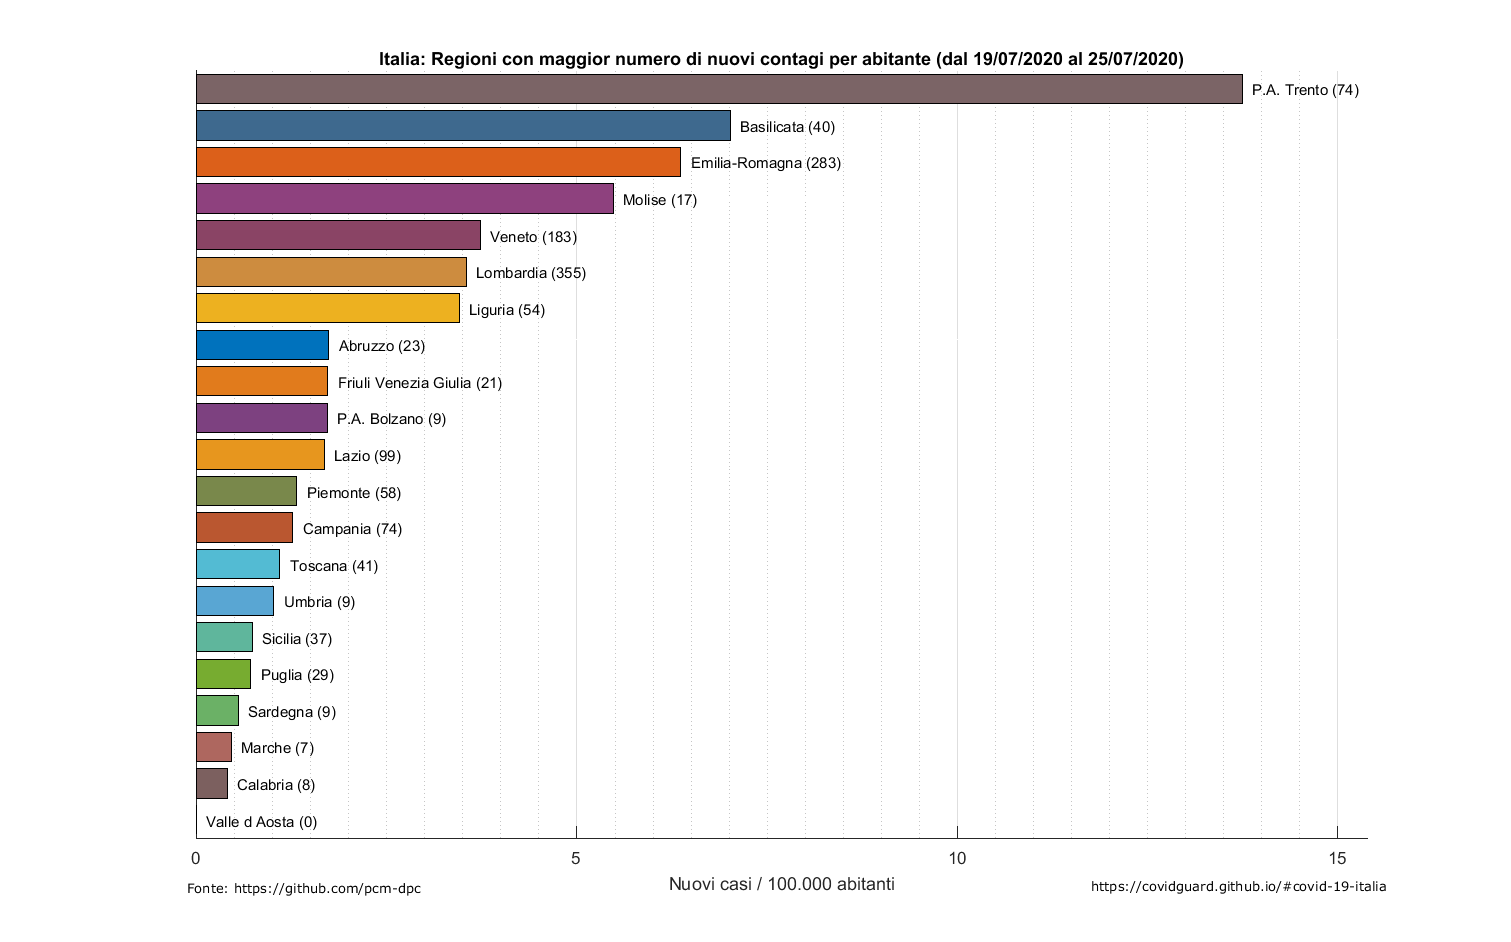 Italia: Regioni con maggior numero di nuovi contagi per abitante (dal 19/07/2020 al 25/07/2020)
P.A. Trento (74)
Basilicata (40)
Emilia-Romagna (283)
Molise (17)
Veneto (183)
Lombardia (355)
Liguria (54)
Abruzzo (23)
Friuli Venezia Giulia (21)
P.A. Bolzano (9)
Lazio (99)
Piemonte (58)
Campania (74)
Toscana (41)
Umbria (9)
Sicilia (37)
Puglia (29)
Sardegna (9)
Marche (7)
Calabria (8)
Valle d Aosta (0)
0 5 10 15
Nuovi casi / 100.000 abitanti
Fonte: https://github.com/pcm-dpc
https://covidguard.github.io/#covid-19-italia